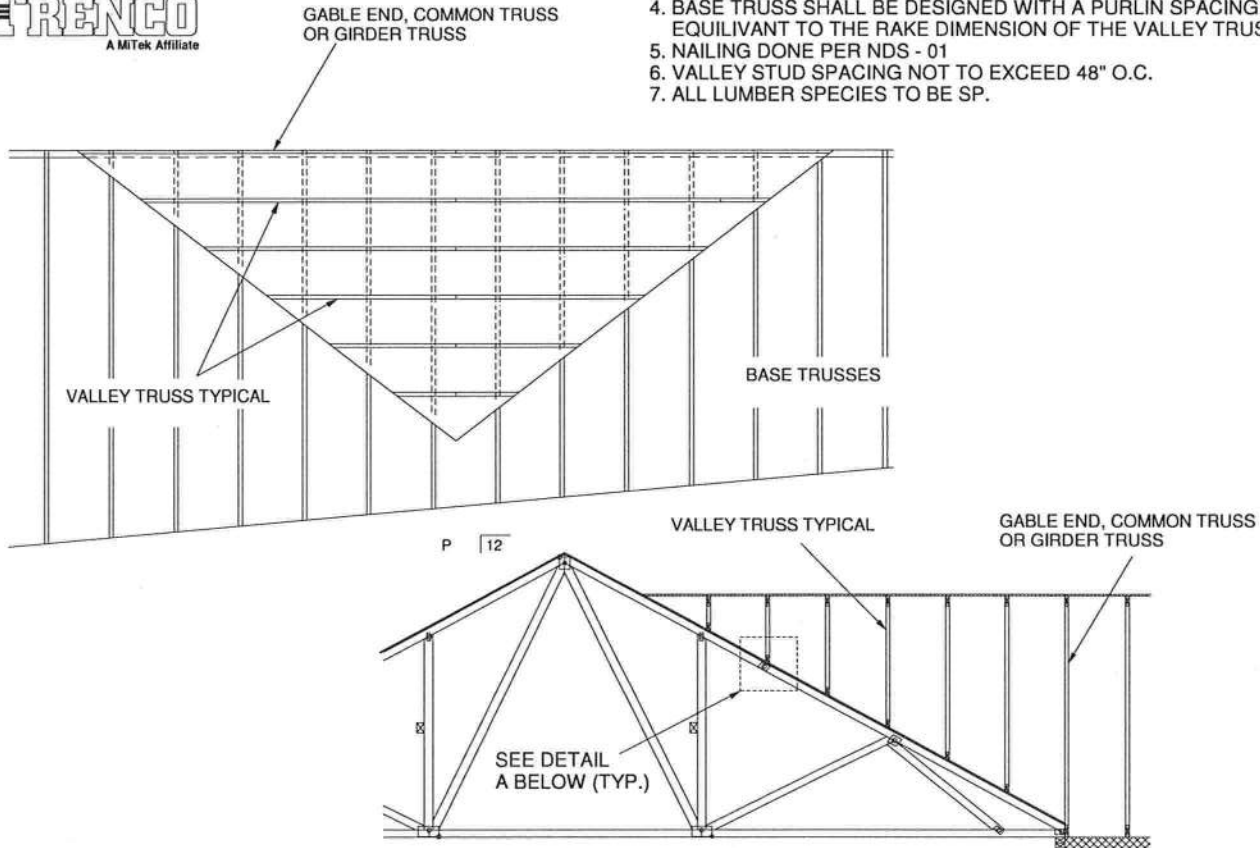 TRENCO
A MiTek Affiliate
GABLE END, COMMON TRUSS
OR GIRDER TRUSS
4. BASE TRUSS SHALL BE DESIGNED WITH A PURLIN SPACING
EQUILIVANT TO THE RAKE DIMENSION OF THE VALLEY
5. NAILING DONE PER NDS - 01
6. VALLEY STUD SPACING NOT TO EXCEED 48" O.C.
7. ALL LUMBER SPECIES TO BE SP.
VALLEY TRUSS TYPICAL
BASE TRUSSES
P 12
VALLEY TRUSS TYPICAL
GABLE END, COMMON TRUSS
OR GIRDER TRUSS
SEE DETAIL
A BELOW (TYP.)